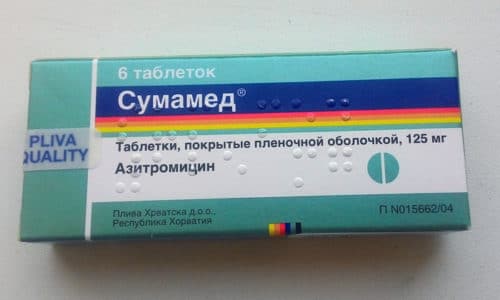 6 таблеток
Сумамед®
PLIVA
QUALITY
Таблетки, покрытые пленочной оболочкой, 125 мг
Азитромицин
Плива Хрватска д.о.о.,
Республика Хорватия
П N015662/04